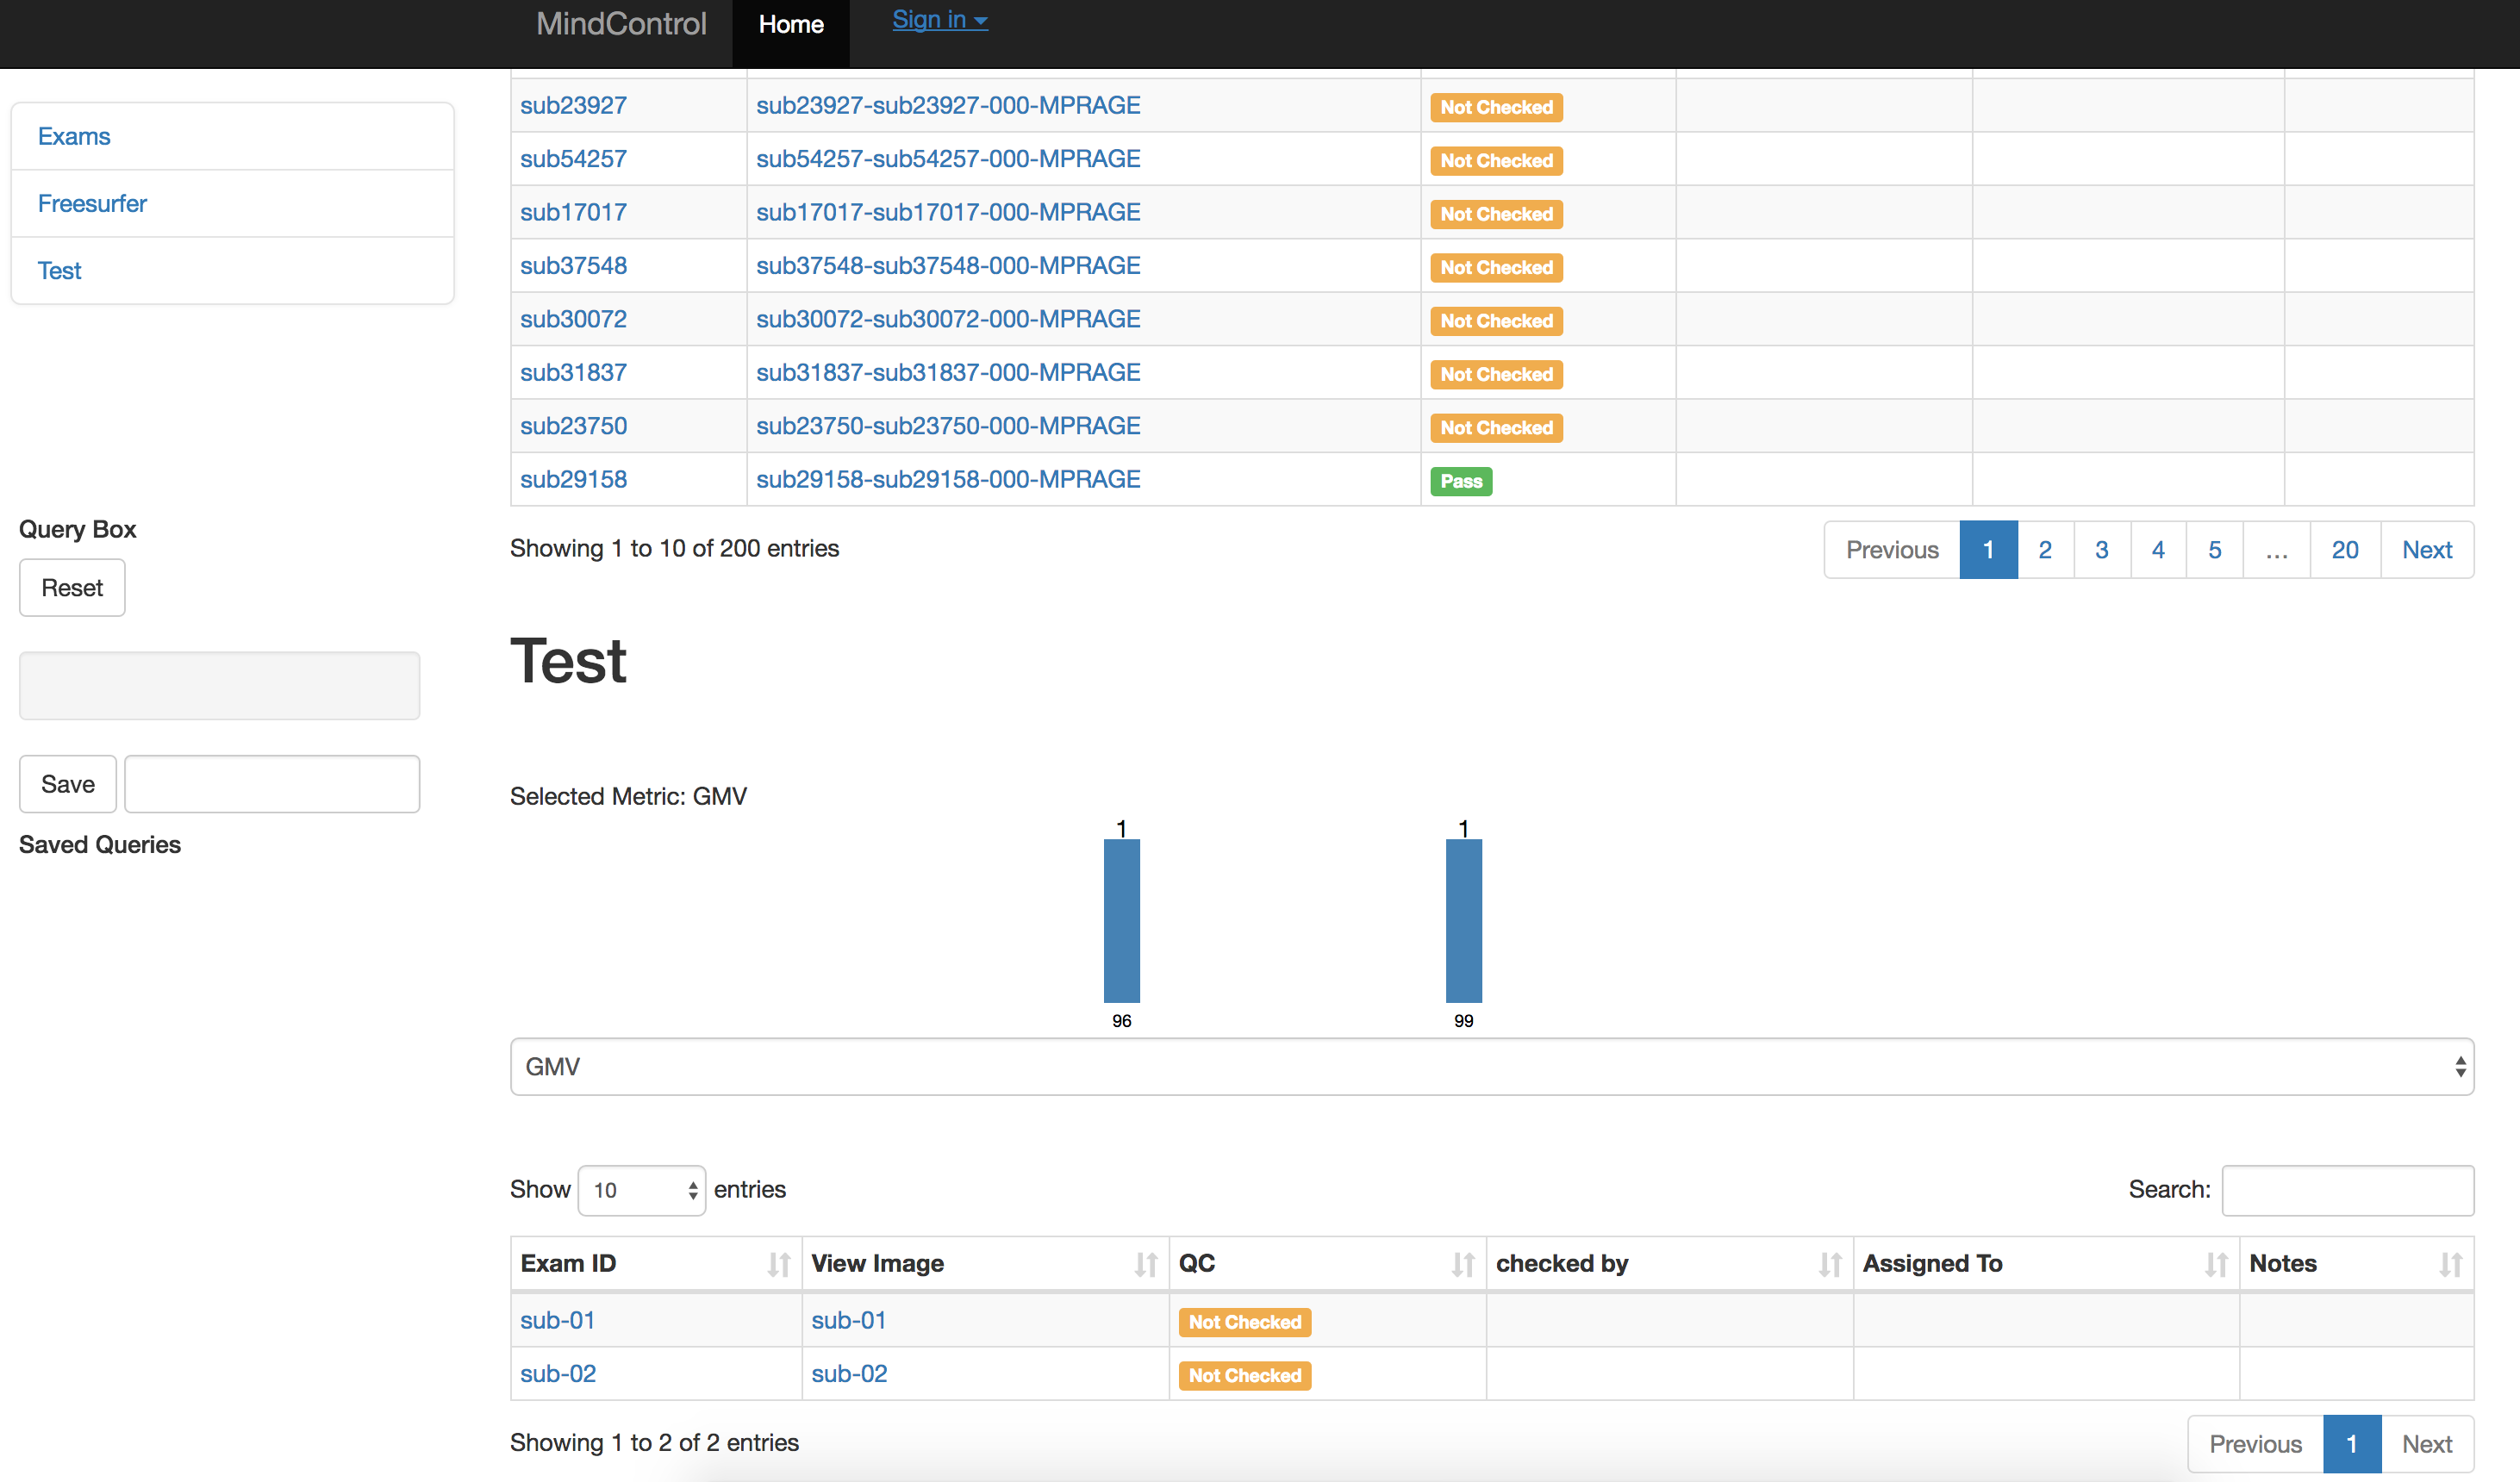 MindControl Home Sign in
Exams
Freesurfer
Test
Query Box
Reset
Save
Saved Queries
sub23927 sub23927-sub23927-000-MPRAGE Not Checked
sub54257 sub54257-sub54257-000-MPRAGE Not Checked
sub17017 sub17017-sub17017-000-MPRAGE Not Checked
sub37548 sub37548-sub37548-000-MPRAGE Not Checked
sub30072 sub30072-sub30072-000-MPRAGE Not Checked
sub31837 sub31837-sub31837-000-MPRAGE Not Checked
sub23750 sub23750-sub23750-000-MPRAGE Not Checked
sub29158 sub29158-sub29158-000-MPRAGE Pass
Showing 1 to 10 of 200 entries Previous 1 2 3 4 5 … 20 Next
Test
Selected Metric: GMV
1 1
96 99
GMV
Show 10 entries Search:
Exam ID View Image QC checked by Assigned To Notes
sub-01 sub-01 Not Checked
sub-02 sub-02 Not Checked
Showing 1 to 2 of 2 entries Previous 1 Next